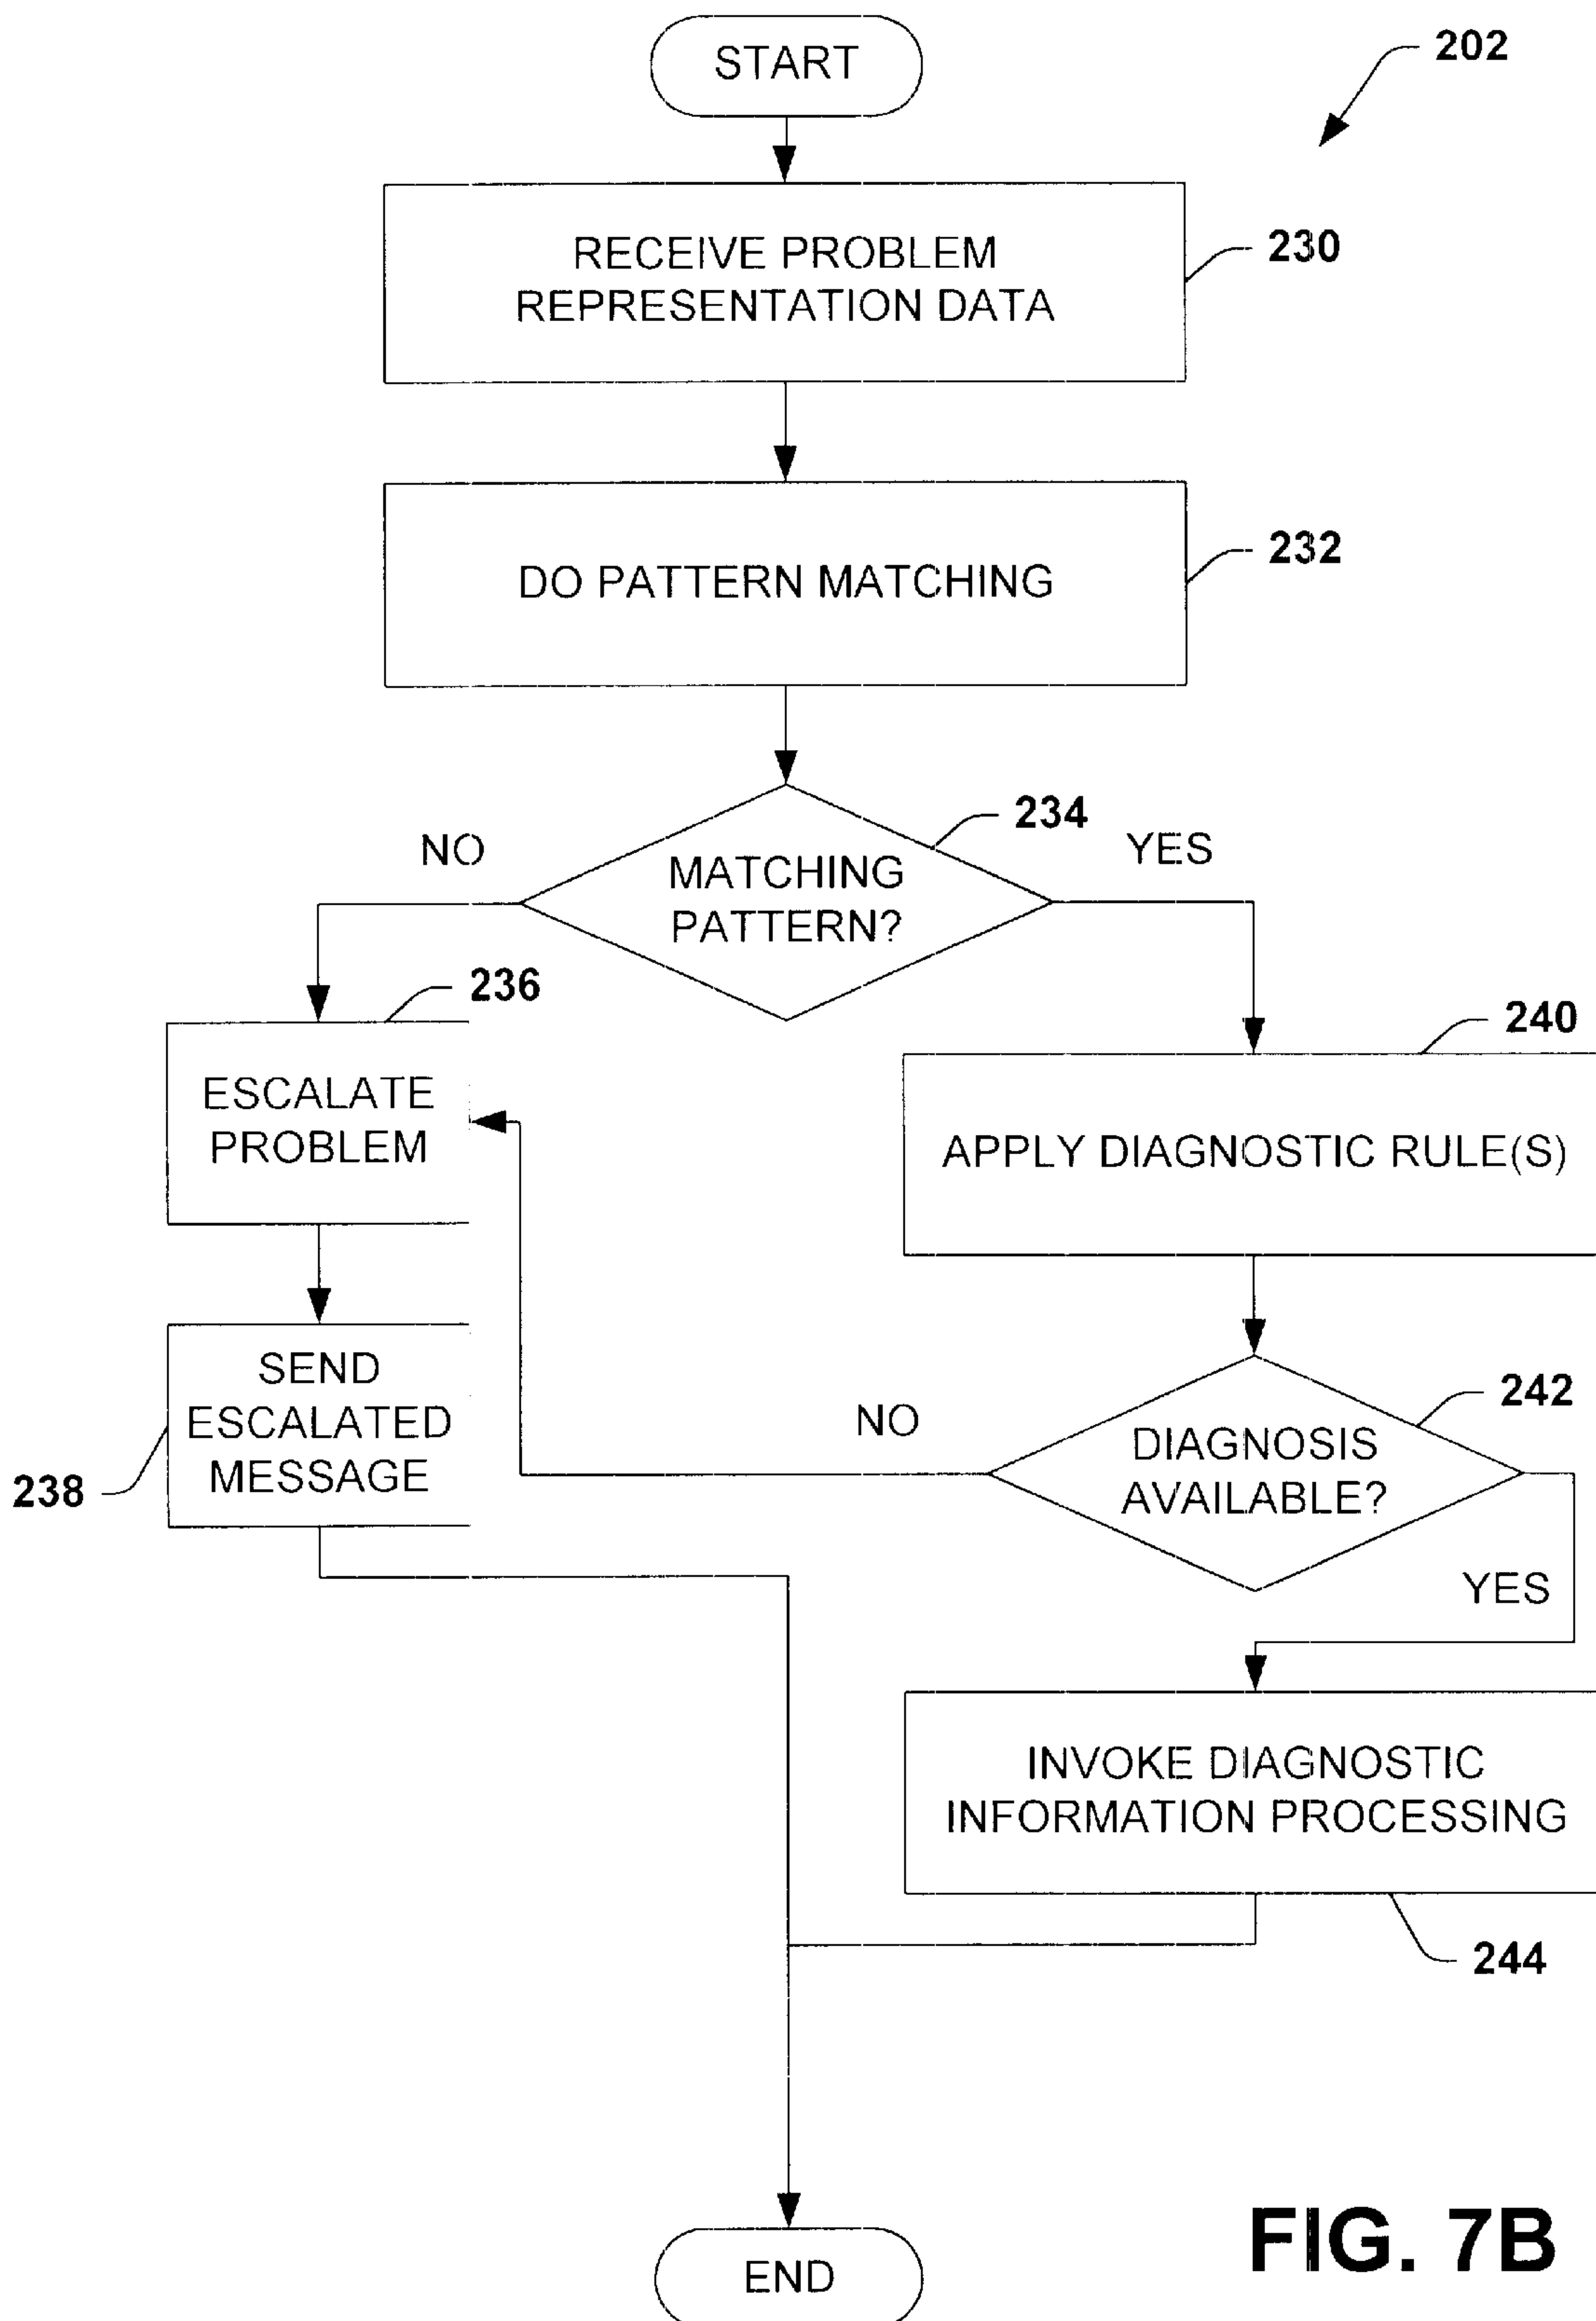 START
202
RECEIVE PROBLEM
REPRESENTATION DATA
230
DO PATTERN MATCHING
232
234
NO
YES
MATCHING
PATTERN?
236
240
ESCALATE
PROBLEM
APPLY DIAGNOSTIC RULE(S)
SEND
ESCALATED
MESSAGE
238
242
NO
DIAGNOSIS
AVAILABLE?
YES
INVOKE DIAGNOSTIC
INFORMATION PROCESSING
244
END
FIG. 7B